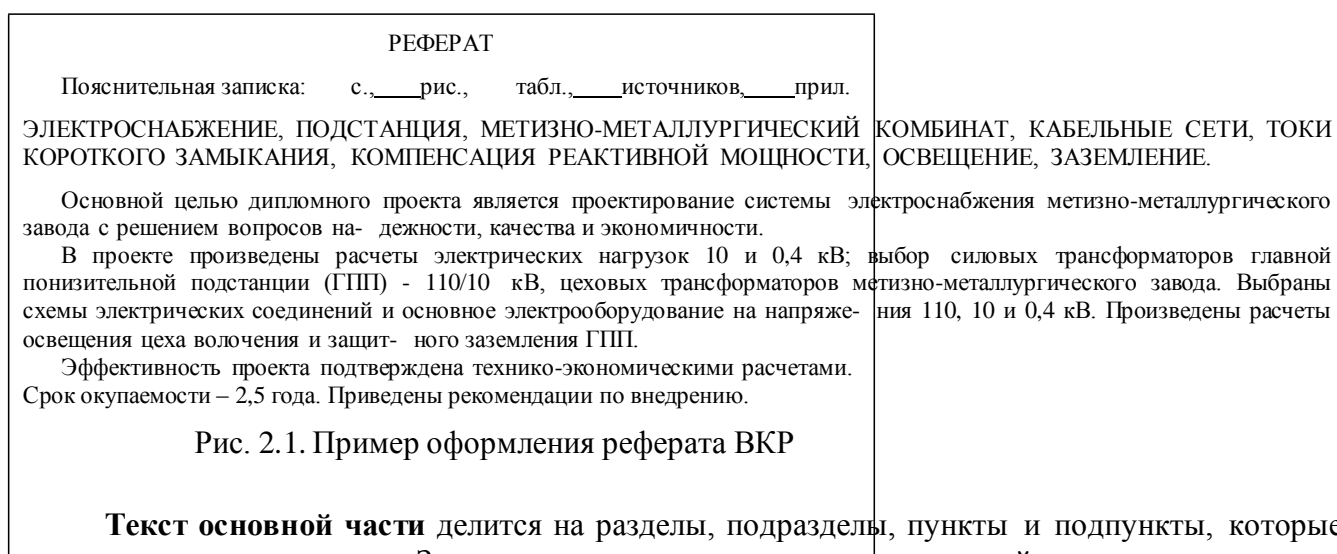 РЕФЕРАТ
Пояснительная записка: с.,____рис., табл.,____источников,____прил.
ЭЛЕКТРОСНАБЖЕНИЕ, ПОДСТАНЦИЯ, МЕТИЗНО-МЕТАЛЛУРГИЧЕСКИЙ КОМБИНАТ, КАБЕЛЬНЫЕ СЕТИ, ТОКИ
КОРОТКОГО ЗАМЫКАНИЯ, КОМПЕНСАЦИЯ РЕАКТИВНОЙ МОЩНОСТИ, ОСВЕЩЕНИЕ, ЗАЗЕМЛЕНИЕ.
Основной целью дипломного проекта является проектирование системы электроснабжения метизно-металлургического
завода с решением вопросов на- дежности, качества и экономичности.
В проекте произведены расчеты электрических нагрузок 10 и 0,4 кВ; выбор силовых трансформаторов главной
понизительной подстанции (ГПП) - 110/10 кВ, цеховых трансформаторов метизно-металлургического завода. Выбраны
схемы электрических соединений и основное электрооборудование на напряже- ния 110, 10 и 0,4 кВ. Произведены расчеты
освещения цеха волочения и защит- ного заземления ГПП.
Эффективность проекта подтверждена технико-экономическими расчетами.
Срок окупаемости – 2,5 года. Приведены рекомендации по внедрению.
Рис. 2.1. Пример оформления реферата ВКР
Текст основной части делится на разделы, подразделы, пункты и подпункты, которые